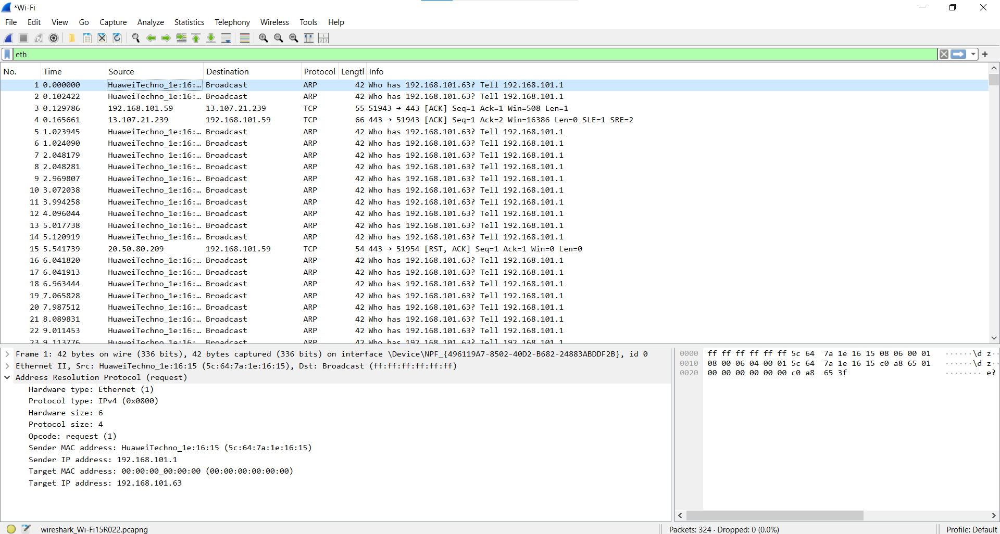 *Wi-Fi
File Edit View Go Capture Analyze Statistics Telephony Wireless Tools Help
eth
No. Time Source Destination Protocol Length Info
1 0.000000 HuaweiTechno_1e:16:… Broadcast ARP 42 Who has 192.168.101.63? Tell 192.168.101.1
2 0.102422 HuaweiTechno_1e:16:… Broadcast ARP 42 Who has 192.168.101.63? Tell 192.168.101.1
3 0.129786 192.168.101.59 13.107.21.239 TCP 55 51943 → 443 [ACK] Seq=1 Ack=1 Win=508 Len=1
4 0.165661 13.107.21.239 192.168.101.59 TCP 66 443 → 51943 [ACK] Seq=1 Ack=2 Win=16386 Len=0 SLE=1 SRE=2
5 1.023945 HuaweiTechno_1e:16:… Broadcast ARP 42 Who has 192.168.101.63? Tell 192.168.101.1
6 1.024090 HuaweiTechno_1e:16:… Broadcast ARP 42 Who has 192.168.101.63? Tell 192.168.101.1
7 2.048179 HuaweiTechno_1e:16:… Broadcast ARP 42 Who has 192.168.101.63? Tell 192.168.101.1
8 2.048281 HuaweiTechno_1e:16:… Broadcast ARP 42 Who has 192.168.101.63? Tell 192.168.101.1
9 2.969807 HuaweiTechno_1e:16:… Broadcast ARP 42 Who has 192.168.101.63? Tell 192.168.101.1
10 3.072038 HuaweiTechno_1e:16:… Broadcast ARP 42 Who has 192.168.101.63? Tell 192.168.101.1
11 3.994258 HuaweiTechno_1e:16:… Broadcast ARP 42 Who has 192.168.101.63? Tell 192.168.101.1
12 4.096044 HuaweiTechno_1e:16:… Broadcast ARP 42 Who has 192.168.101.63? Tell 192.168.101.1
13 5.017738 HuaweiTechno_1e:16:… Broadcast ARP 42 Who has 192.168.101.63? Tell 192.168.101.1
14 5.120919 HuaweiTechno_1e:16:… Broadcast ARP 42 Who has 192.168.101.63? Tell 192.168.101.1
15 5.541739 20.50.80.209 192.168.101.59 TCP 54 443 → 51954 [RST, ACK] Seq=1 Ack=1 Win=0 Len=0
16 6.041820 HuaweiTechno_1e:16:… Broadcast ARP 42 Who has 192.168.101.63? Tell 192.168.101.1
17 6.041913 HuaweiTechno_1e:16:… Broadcast ARP 42 Who has 192.168.101.63? Tell 192.168.101.1
18 6.963444 HuaweiTechno_1e:16:… Broadcast ARP 42 Who has 192.168.101.63? Tell 192.168.101.1
19 7.065828 HuaweiTechno_1e:16:… Broadcast ARP 42 Who has 192.168.101.63? Tell 192.168.101.1
20 7.987512 HuaweiTechno_1e:16:… Broadcast ARP 42 Who has 192.168.101.63? Tell 192.168.101.1
21 8.089831 HuaweiTechno_1e:16:… Broadcast ARP 42 Who has 192.168.101.63? Tell 192.168.101.1
22 9.011453 HuaweiTechno_1e:16:… Broadcast ARP 42 Who has 192.168.101.63? Tell 192.168.101.1
23 9.113776 HuaweiTechno_1e:16:… Broadcast ARP 42 Who has 192.168.101.63? Tell 192.168.101.1
Frame 1: 42 bytes on wire (336 bits), 42 bytes captured (336 bits) on interface \Device\NPF_{496119A7-8502-40D2-B682-24883ABDDF2B}, id 0
Ethernet II, Src: HuaweiTechno_1e:16:15 (5c:64:7a:1e:16:15), Dst: Broadcast (ff:ff:ff:ff:ff:ff)
Address Resolution Protocol (request)
Hardware type: Ethernet (1)
Protocol type: IPv4 (0x0800)
Hardware size: 6
Protocol size: 4
Opcode: request (1)
Sender MAC address: HuaweiTechno_1e:16:15 (5c:64:7a:1e:16:15)
Sender IP address: 192.168.101.1
Target MAC address: 00:00:00_00:00:00 (00:00:00:00:00:00)
Target IP address: 192.168.101.63
0000 ff ff ff ff ff ff 5c 64 7a 1e 16 15 08 06 00 01 ······\d z··
0010 08 00 06 04 00 01 5c 64 7a 1e 16 15 c0 a8 65 01 ······\d z··
0020 00 00 00 00 00 00 c0 a8 65 3f ········ e?
wireshark_Wi-Fi15R022.pcapng
Packets: 324 · Dropped: 0 (0.0%)
Profile: Default